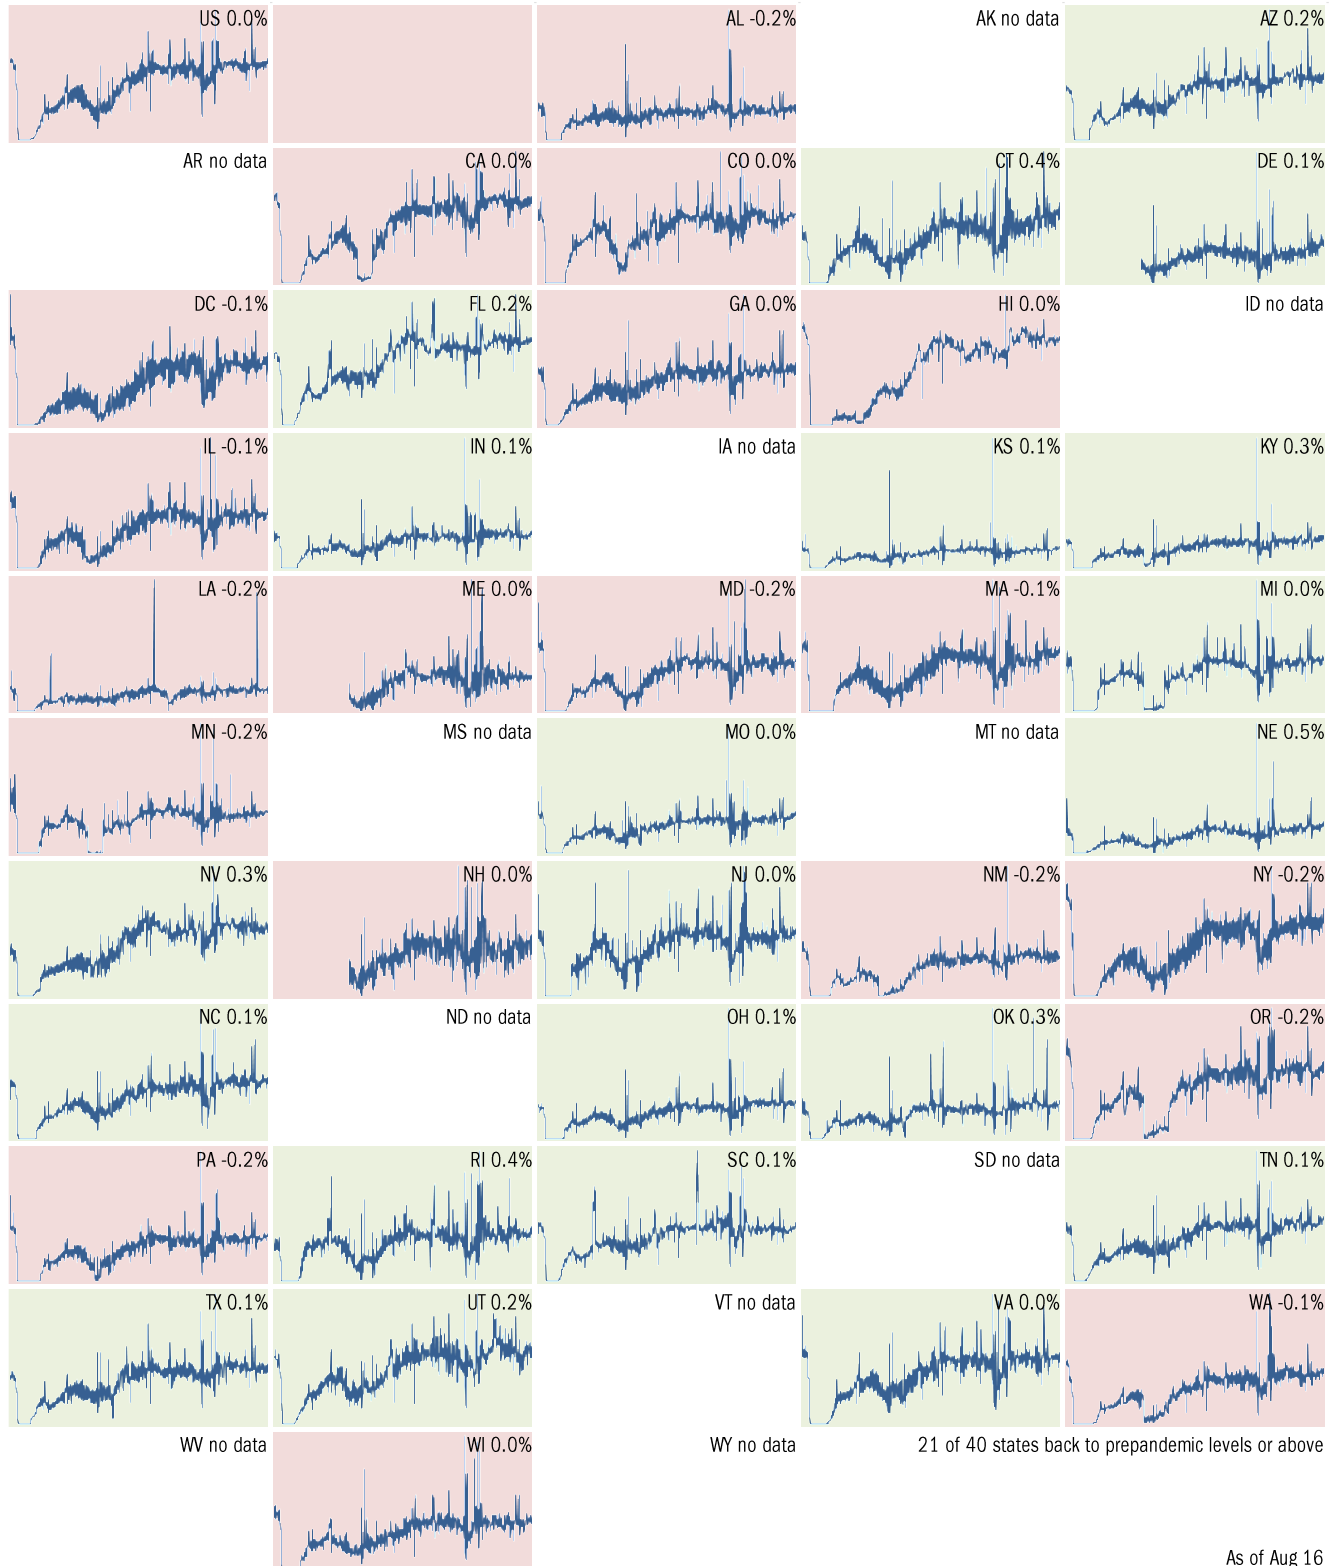 US 0.0%
AL -0.2%
AK no data
AZ 0.2%
AR no data
CA 0.0%
CO 0.0%
CT 0.4%
DE 0.1%
DC -0.1%
FL 0.2%
GA 0.0%
HI 0.0%
ID no data
IL -0.1%
IN 0.1%
IA no data
KS 0.1%
KY 0.3%
LA -0.2%
ME 0.0%
MD -0.2%
MA -0.1%
MI 0.0%
MN -0.2%
MS no data
MO 0.0%
MT no data
NE 0.5%
NV 0.3%
NH 0.0%
NJ 0.0%
NM -0.2%
NY -0.2%
NC 0.1%
ND no data
OH 0.1%
OK 0.3%
OR -0.2%
PA -0.2%
RI 0.4%
SC 0.1%
SD no data
TN 0.1%
TX 0.1%
UT 0.2%
VT no data
VA 0.0%
WA -0.1%
WV no data
WI 0.0%
WY no data
21 of 40 states back to prepandemic levels or above
As of Aug 16